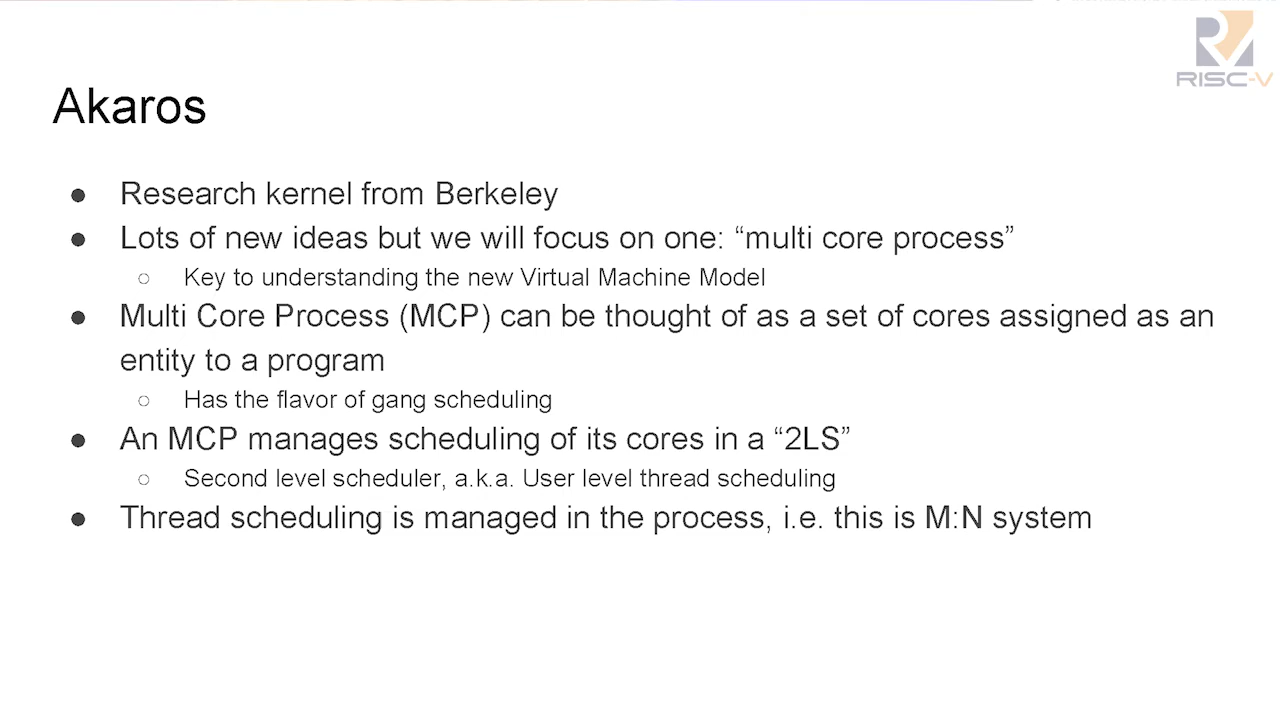 RISC-V
Akaros
● Research kernel from Berkeley
● Lots of new ideas but we will focus on one: “multi core process”
○ Key to understanding the new Virtual Machine Model
● Multi Core Process (MCP) can be thought of as a set of cores assigned as an
entity to a program
○ Has the flavor of gang scheduling
● An MCP manages scheduling of its cores in a “2LS”
○ Second level scheduler, a.k.a. User level thread scheduling
● Thread scheduling is managed in the process, i.e. this is M:N system